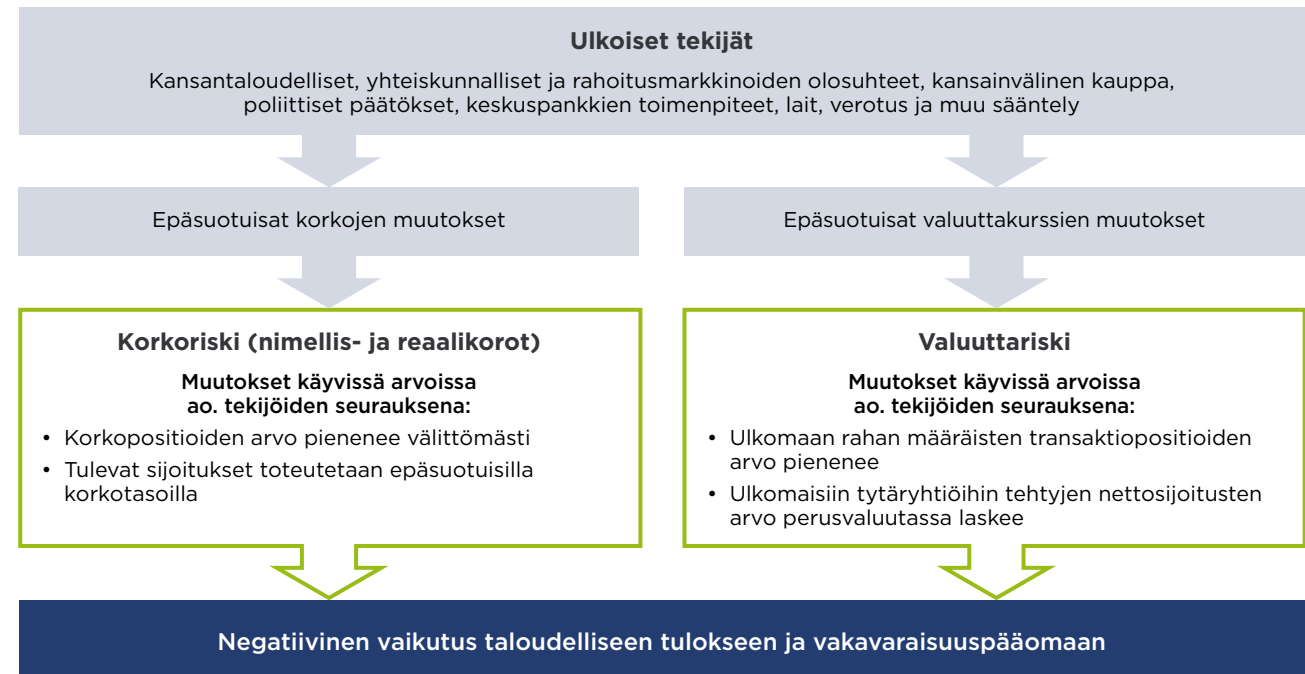 Ulkoiset tekijät
Kansantaloudelliset, yhteiskunnalliset ja rahoitusmarkkinoiden olosuhteet, kansainvälinen kauppa,
poliittiset päätökset, keskuspankkien toimenpiteet, lait, verotus ja muu sääntely
Epäsuotuisat korkojen muutokset
Epäsuotuisat valuuttakurssien muutokset
Korkoriski (nimellis- ja reaalikorot)
Muutokset käyvissä arvoissa
ao. tekijöiden seurauksena:
• Korkopositioiden arvo pienenee välittömästi
• Tulevat sijoitukset toteutetaan epäsuotuisilla
korkotasoilla
Valuuttariski
Muutokset käyvissä arvoissa
ao. tekijöiden seurauksena:
• Ulkomaan rahan määräisten transaktiopositioiden
arvo pienenee
• Ulkomaisiin tytäryhtiöihin tehtyjen nettosijoitusten
arvo perusvaluutassa laskee
Negatiivinen vaikutus taloudelliseen tulokseen ja vakavaraisuuspääomaan